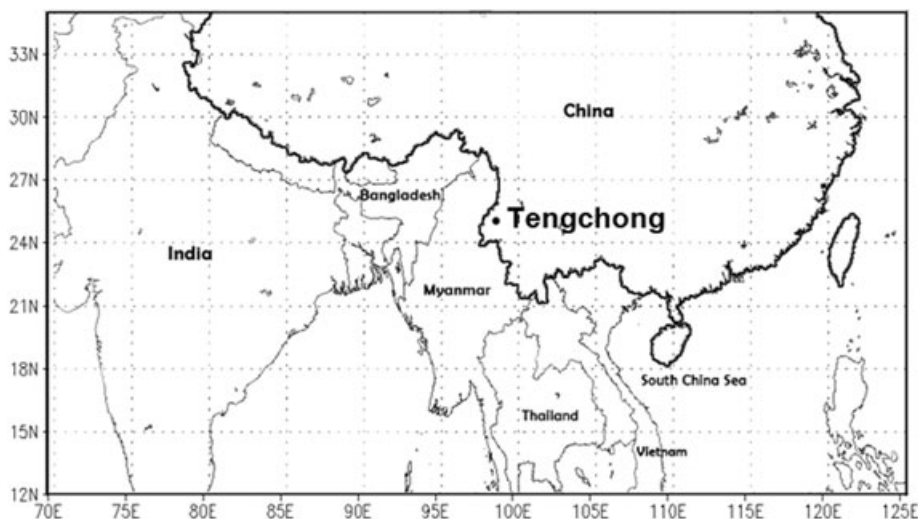 33N
China
30N
27N
Bangladesh
Tengchong
24N
India
Myanmar
21N
18N
South China Sea
Thailand
15N
Vietnam
12N
70E 75E 80E 85E 90E 95E 100E 105E 110E 115E 120E 125E